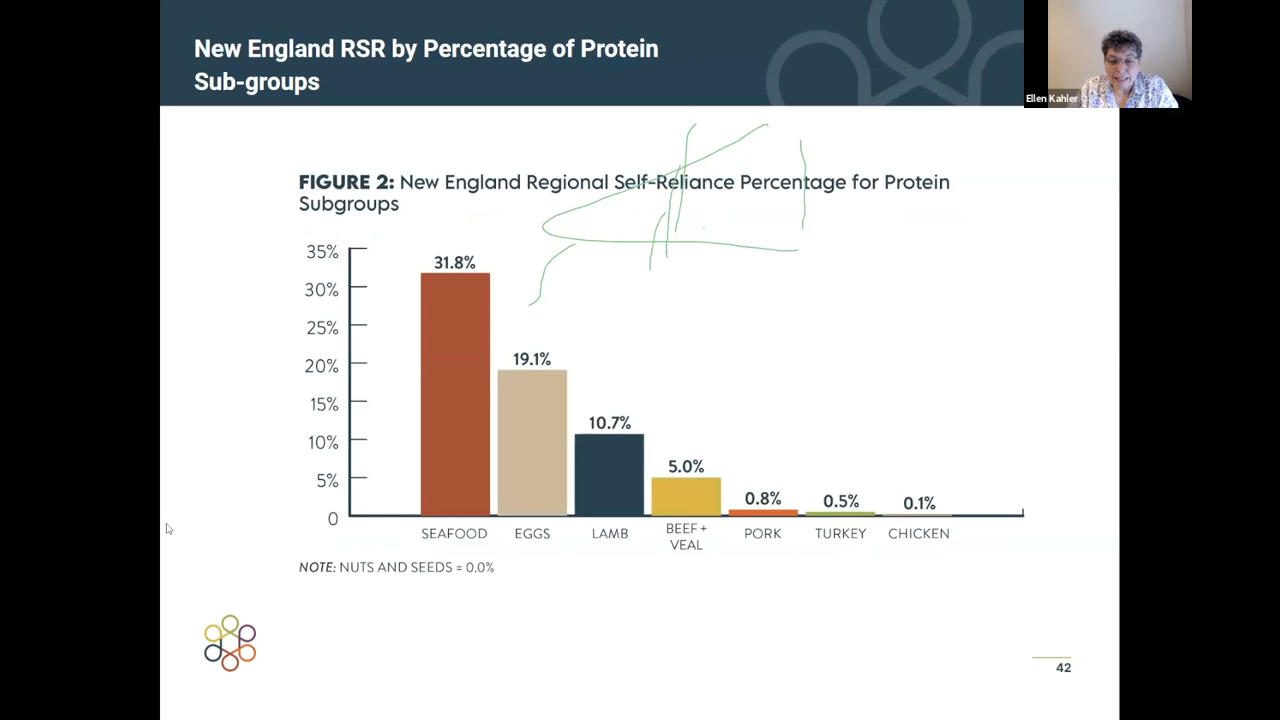 New England RSR by Percentage of Protein
Sub-groups
Ellen Kahler
FIGURE 2: New England Regional Self-Reliance Percentage for Protein
Subgroups
35%
30%
25%
20%
15%
10%
5%
0
31.8%
19.1%
10.7%
5.0%
0.8%
0.5%
0.1%
SEAFOOD
EGGS
LAMB
BEEF +
VEAL
PORK
TURKEY
CHICKEN
NOTE: NUTS AND SEEDS = 0.0%
42